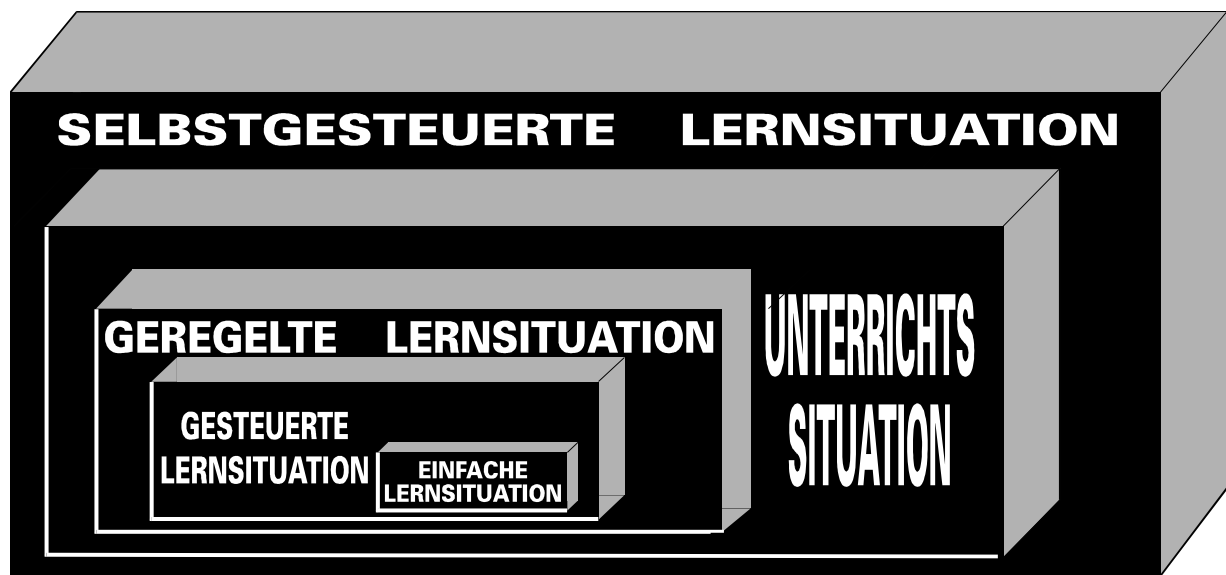 SELBSTGESTEUERTE LERNSITUATION
UNTERRICHTS
SITUATION
GEREGELTE LERNSITUATION
GESTEUERTE
LERNSITUATION
EINFACHE
LERNSITUATION